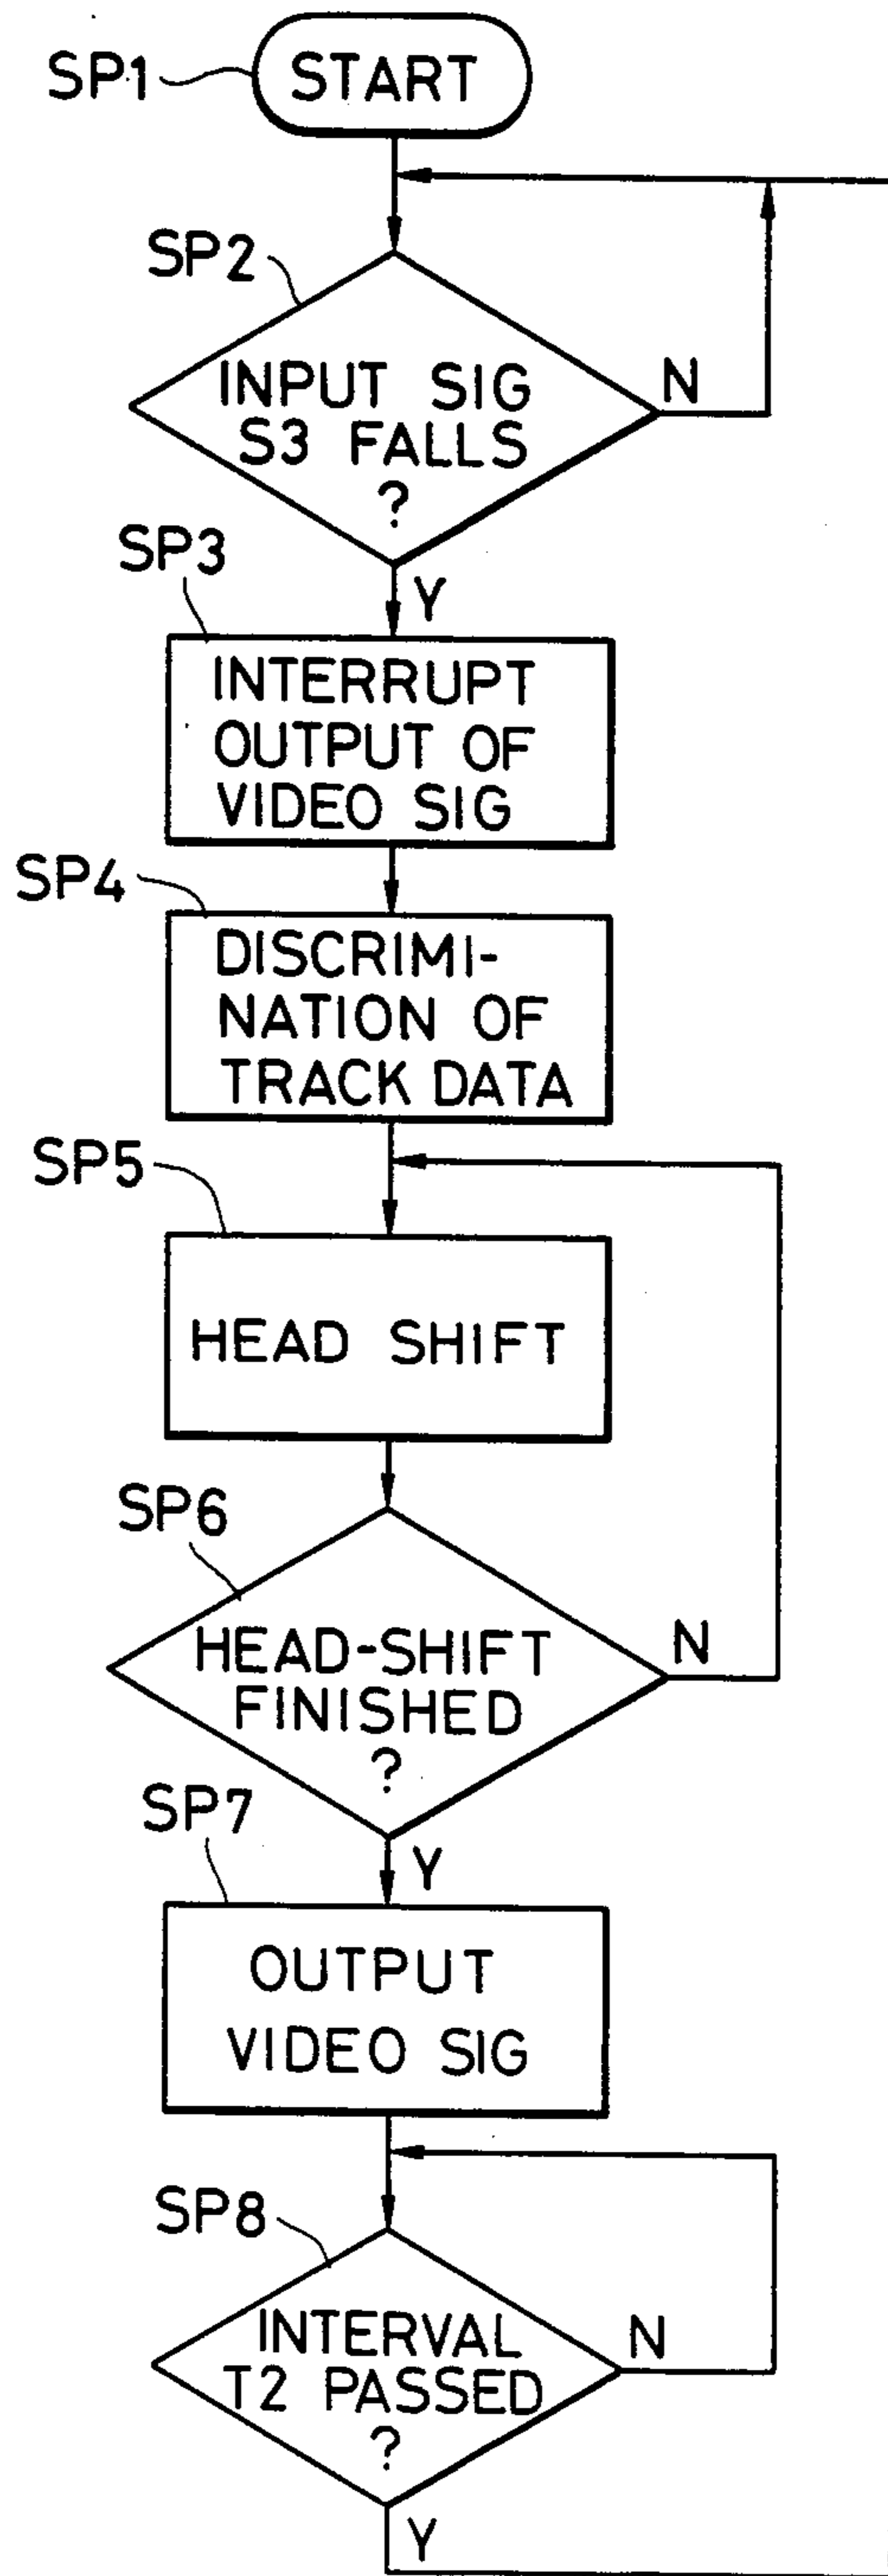 SP1
START
SP2
INPUT SIG
S3 FALLS
?
N
Y
SP3
INTERRUPT
OUTPUT OF
VIDEO SIG
SP4
DISCRIMI-
NATION OF
TRACK DATA
SP5
HEAD SHIFT
SP6
HEAD-SHIFT
FINISHED
?
N
Y
SP7
OUTPUT
VIDEO SIG
SP8
INTERVAL
T2 PASSED
?
N
Y